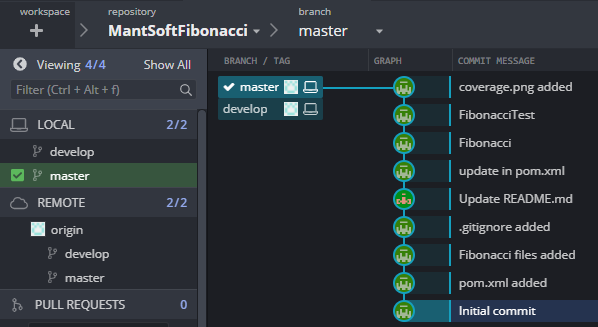 workspace
repository
branch
MantSoftFibonacci
master
Viewing 4/4 Show All
BRANCH / TAG
GRAPH
COMMIT MESSAGE
Filter (Ctrl + Alt + f)
LOCAL 2/2
develop
master
REMOTE 2/2
origin
develop
master
PULL REQUESTS 0
master
develop
coverage.png added
FibonacciTest
Fibonacci
update in pom.xml
Update README.md
.gitignore added
Fibonacci files added
pom.xml added
Initial commit